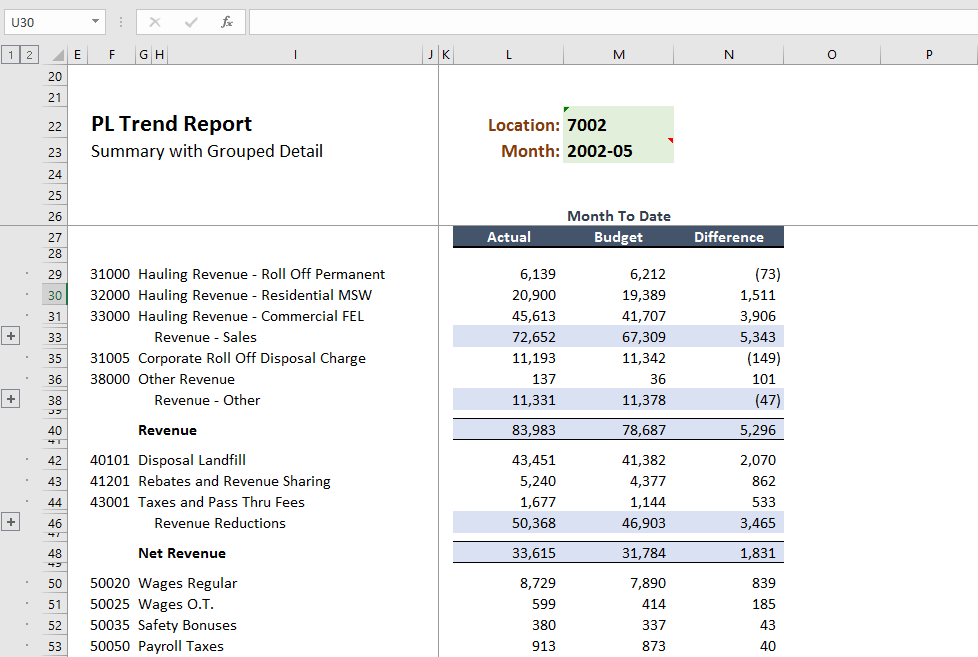 U30 fx
1 2 E F G H I J K L M N O P
20
21
22 PL Trend Report Location: 7002
23 Summary with Grouped Detail Month: 2002-05
24
25
26 Month To Date
27 Actual Budget Difference
28
29 31000 Hauling Revenue - Roll Off Permanent 6,139 6,212 (73)
30 32000 Hauling Revenue - Residential MSW 20,900 19,389 1,511
31 33000 Hauling Revenue - Commercial FEL 45,613 41,707 3,906
33 Revenue - Sales 72,652 67,309 5,343
35 31005 Corporate Roll Off Disposal Charge 11,193 11,342 (149)
36 38000 Other Revenue 137 36 101
38 Revenue - Other 11,331 11,378 (47)
39
40 Revenue 83,983 78,687 5,296
41
42 40101 Disposal Landfill 43,451 41,382 2,070
43 41201 Rebates and Revenue Sharing 5,240 4,377 862
44 43001 Taxes and Pass Thru Fees 1,677 1,144 533
46 Revenue Reductions 50,368 46,903 3,465
47
48 Net Revenue 33,615 31,784 1,831
49
50 50020 Wages Regular 8,729 7,890 839
51 50025 Wages O.T. 599 414 185
52 50035 Safety Bonuses 380 337 43
53 50050 Payroll Taxes 913 873 40